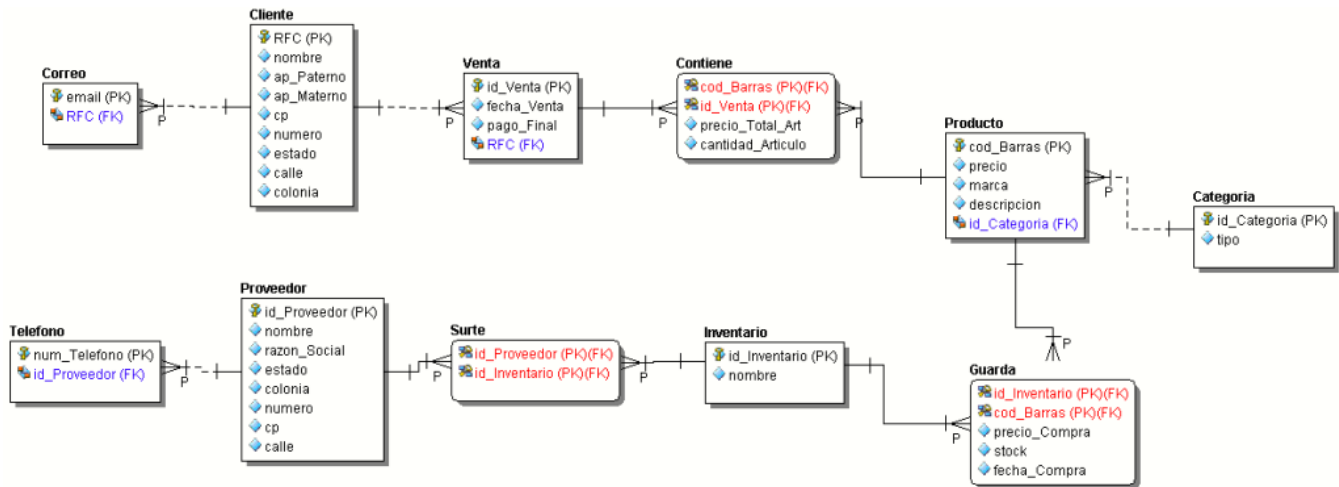 Cliente
RFC (PK)
nombre
ap_Paterno
ap_Materno
cp
numero
estado
calle
colonia
Correo
email (PK)
RFC (FK)
P
Venta
id_Venta (PK)
fecha_Venta
pago_Final
RFC (FK)
P
Contiene
cod_Barras (PK)(FK)
id_Venta (PK)(FK)
precio_Total_Art
cantidad_Articulo
P
P
Producto
cod_Barras (PK)
precio
marca
descripcion
id_Categoria (FK)
P
Categoria
id_Categoria (PK)
tipo
Proveedor
id_Proveedor (PK)
nombre
razon_Social
estado
colonia
numero
cp
calle
Telefono
num_Telefono (PK)
id_Proveedor (FK)
P
Surte
id_Proveedor (PK)(FK)
id_Inventario (PK)(FK)
P
P
Inventario
id_Inventario (PK)
nombre
P
Guarda
id_Inventario (PK)(FK)
cod_Barras (PK)(FK)
precio_Compra
stock
fecha_Compra
P